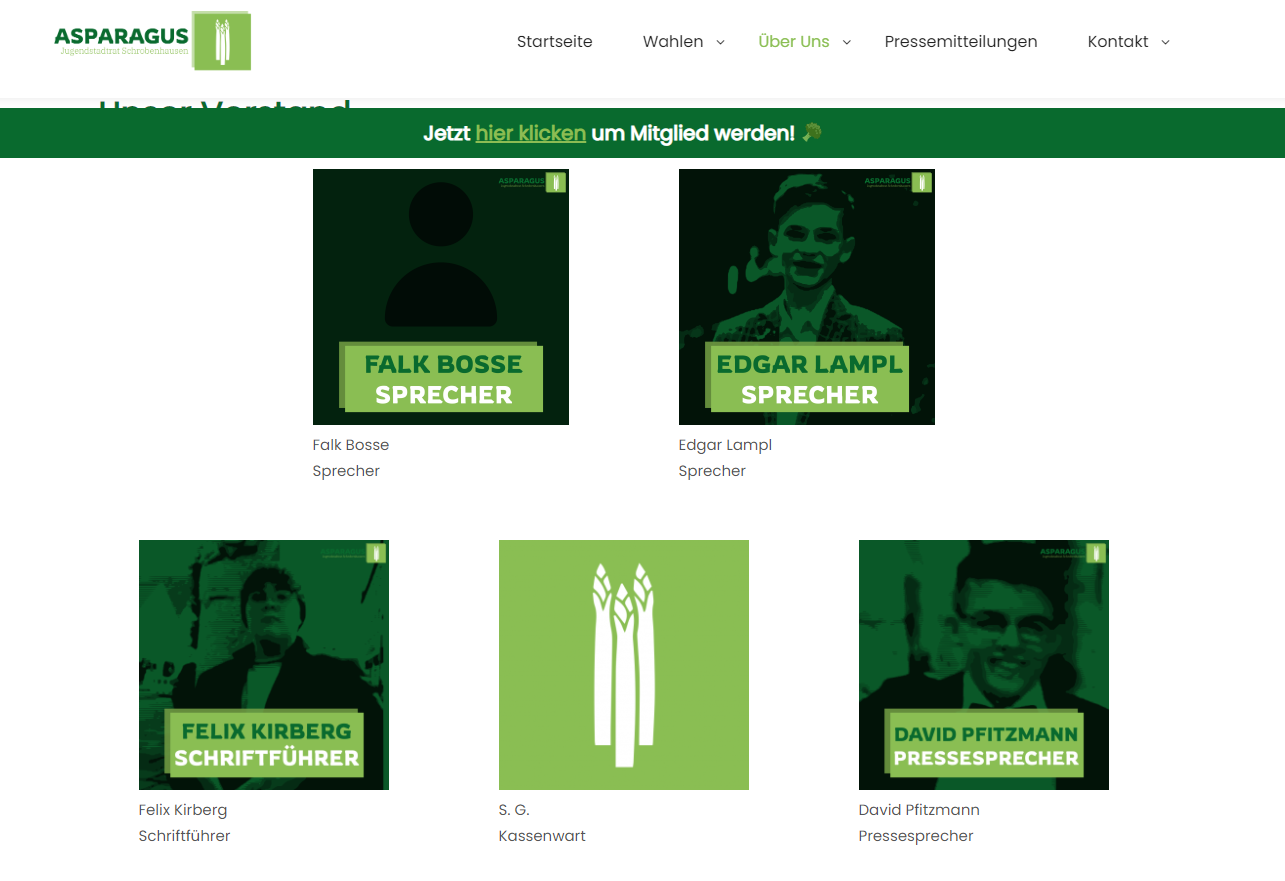 ASPARAGUS
Jugendstadtrat Schrobenhausen
Startseite
Wahlen
Über Uns
Pressemitteilungen
Kontakt
Unser Vorstand
Jetzt hier klicken um Mitglied werden! 🥦
ASPARAGUS
FALK BOSSE
SPRECHER
Falk Bosse
Sprecher
ASPARAGUS
EDGAR LAMPL
SPRECHER
Edgar Lampl
Sprecher
FELIX KIRBERG
SCHRIFTFÜHRER
Felix Kirberg
Schriftführer
S. G.
Kassenwart
ASPARAGUS
DAVID PFITZMANN
PRESSESPRECHER
David Pfitzmann
Pressesprecher